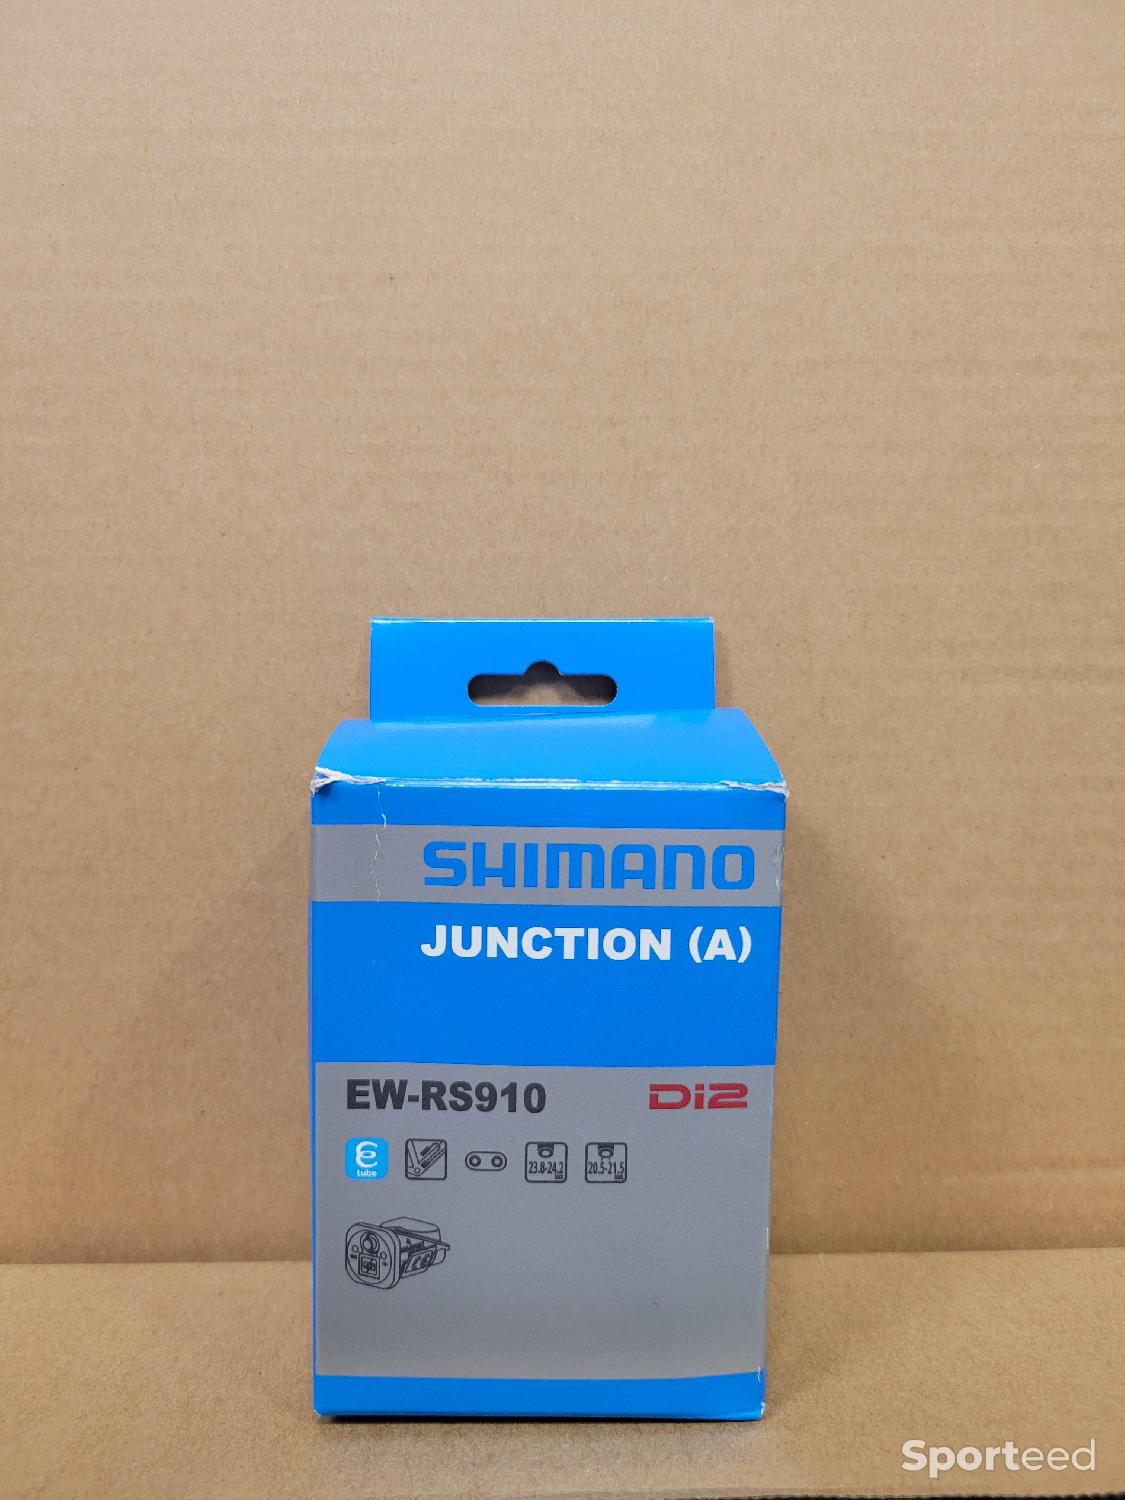 SHIMANO
JUNCTION (A)
EW-RS910 Di2
tube
23.8-24.2 20.5-21.5
Sporteed